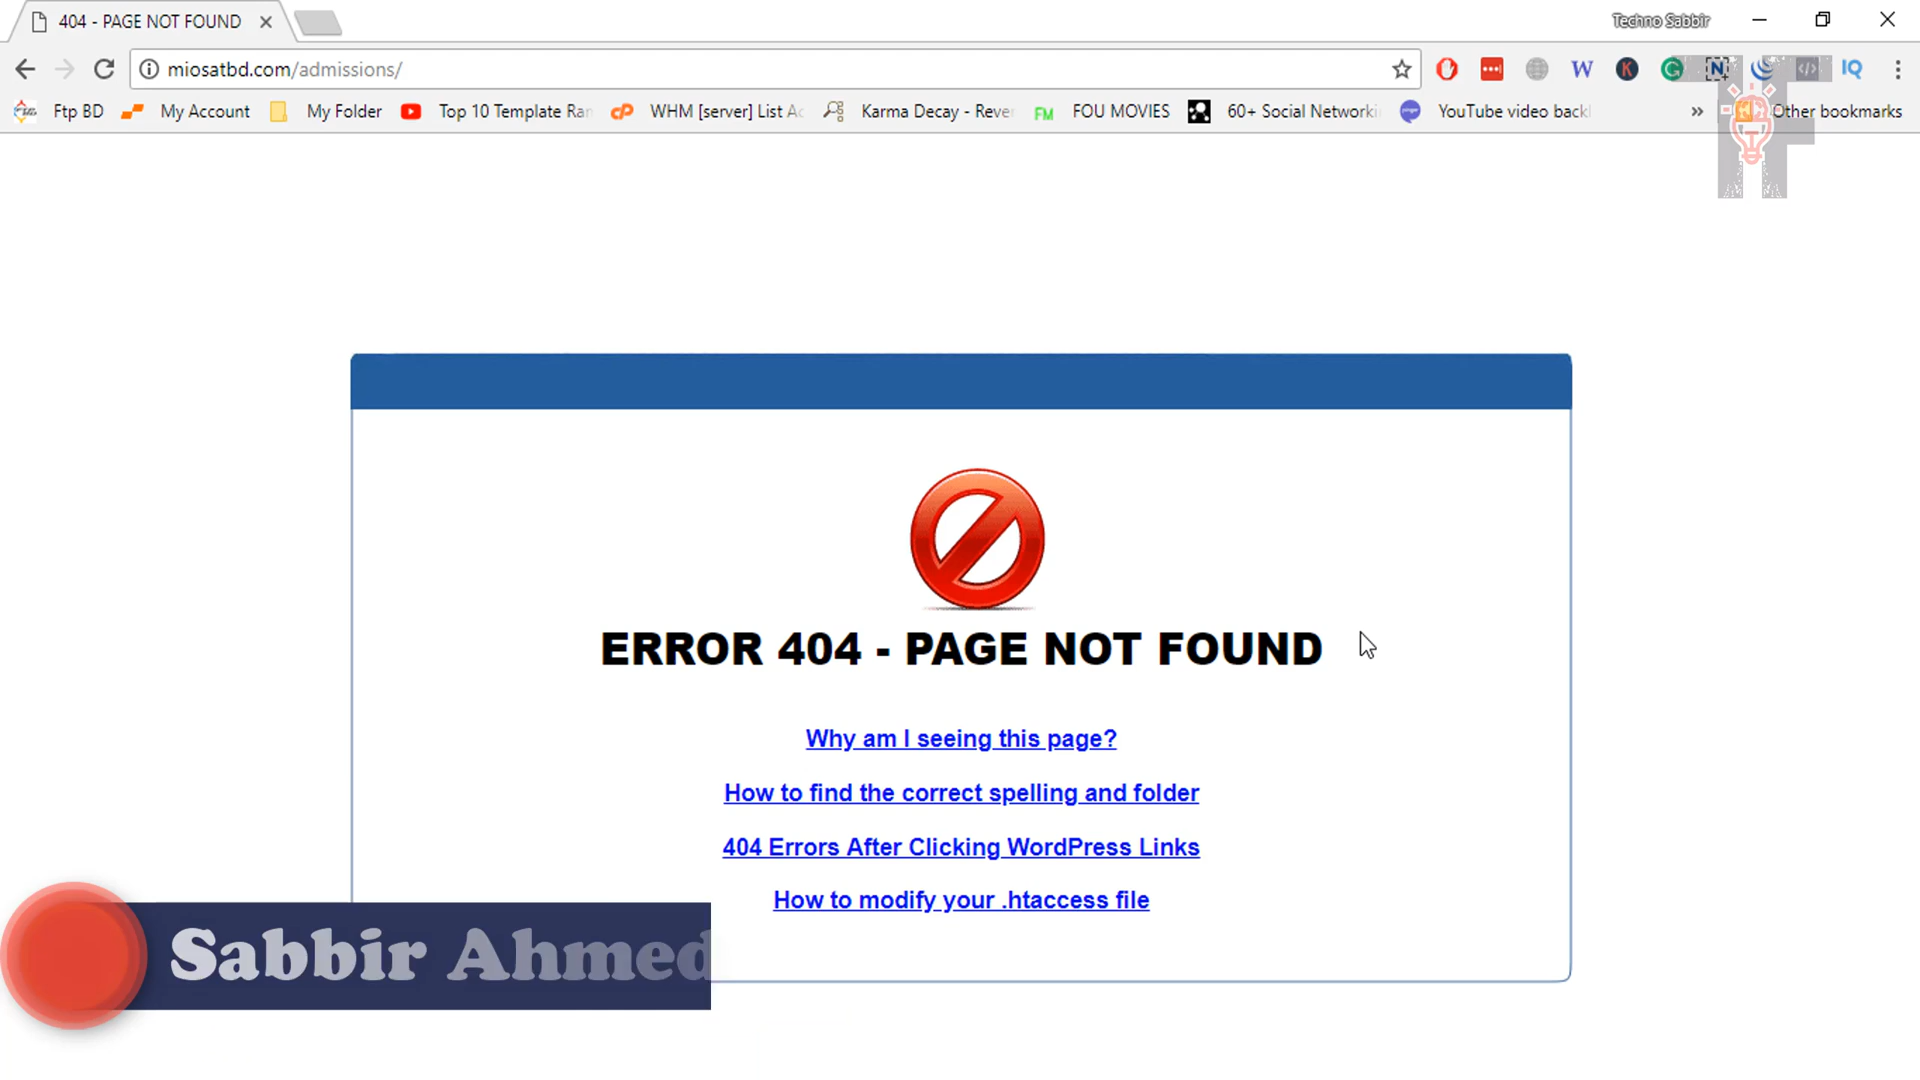 404 - PAGE NOT FOUND
Techno Sabbir
miosatbd.com/admissions/
Ftp BD My Account My Folder Top 10 Template Ran WHM [server] List Ac Karma Decay - Rever FOU MOVIES 60+ Social Networki YouTube video backl » Other bookmarks
ERROR 404 - PAGE NOT FOUND
Why am I seeing this page?
How to find the correct spelling and folder
404 Errors After Clicking WordPress Links
How to modify your .htaccess file
Sabbir Ahmed